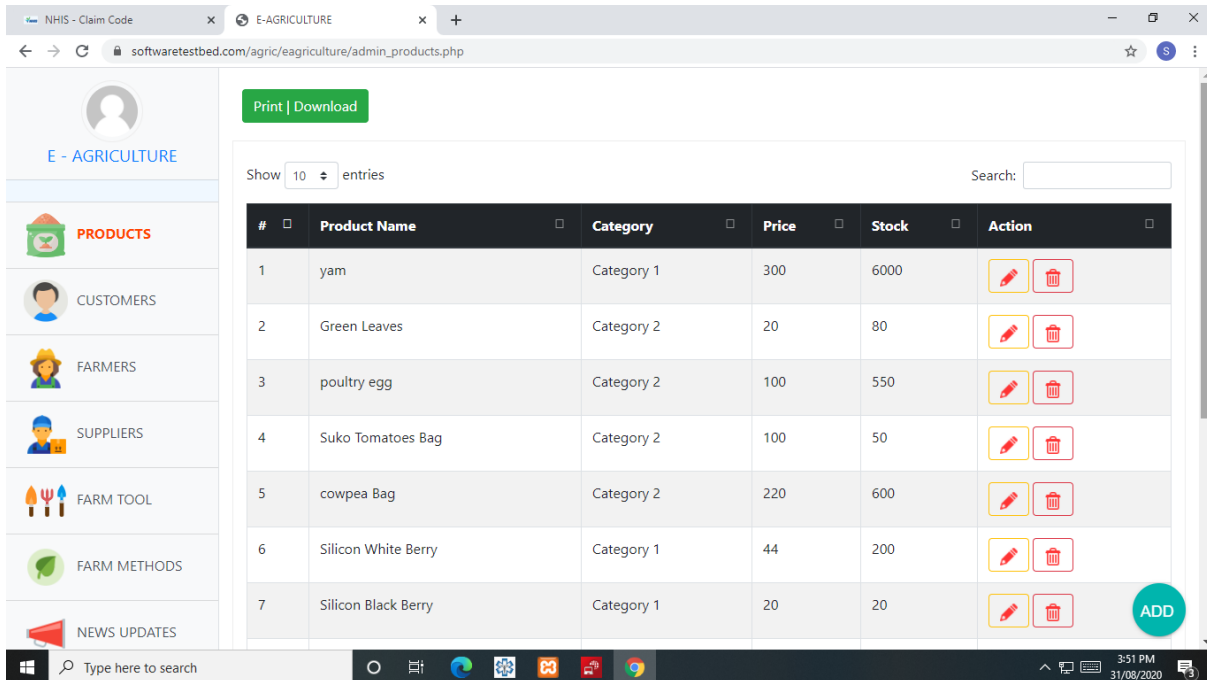 NHIS - Claim Code
E-AGRICULTURE
softwaretestbed.com/agric/eagriculture/admin_products.php
S
E - AGRICULTURE
PRODUCTS
CUSTOMERS
FARMERS
SUPPLIERS
FARM TOOL
FARM METHODS
NEWS UPDATES
Print | Download
Show 10 entries
Search:
# Product Name Category Price Stock Action
1 yam Category 1 300 6000
2 Green Leaves Category 2 20 80
3 poultry egg Category 2 100 550
4 Suko Tomatoes Bag Category 2 100 50
5 cowpea Bag Category 2 220 600
6 Silicon White Berry Category 1 44 200
7 Silicon Black Berry Category 1 20 20
ADD
Type here to search
3:51 PM
31/08/2020
3